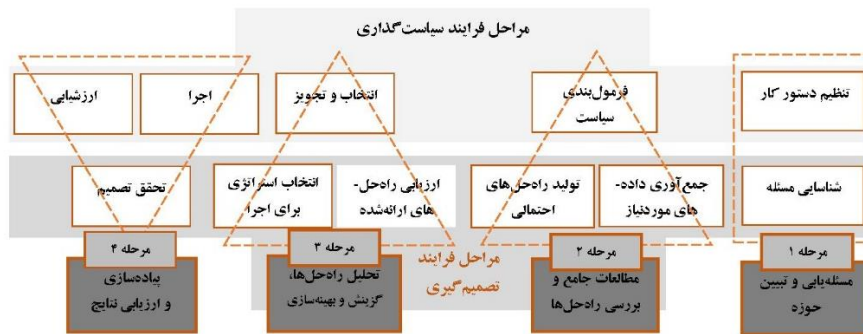 مراحل فرایند سیاست‌گذاری
تنظیم دستور کار
فرمول‌بندی
سیاست
انتخاب و تجویز
اجرا
ارزشیابی
شناسایی مسئله
جمع‌آوری داده-
های موردنیاز
تولید راه‌حل‌های
احتمالی
ارزیابی راه‌حل-
های ارائه‌شده
انتخاب استراتژی
برای اجرا
تحقق تصمیم
مراحل فرایند
تصمیم‌گیری
مرحله ۱
مسئله‌یابی و تبیین
حوزه
مرحله ۲
مطالعات جامع و
بررسی راه‌حل‌ها
مرحله ۳
تحلیل راه‌حل‌ها،
گزینش و بهینه‌سازی
مرحله ۴
پیاده‌سازی
و ارزیابی نتایج